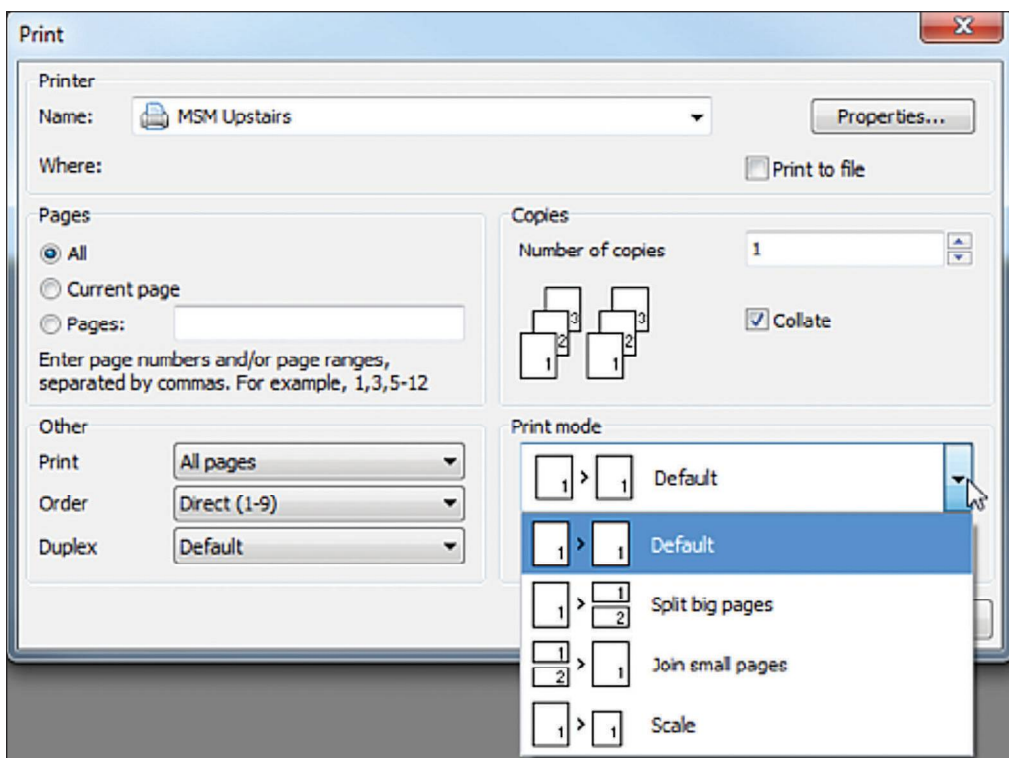 Print
Printer
Name: MSM Upstairs Properties...
Where: Print to file
Pages
All
Current page
Pages:
Enter page numbers and/or page ranges,
separated by commas. For example, 1,3,5-12
Copies
Number of copies 1
1 2 3 1 2 3
Collate
Other
Print All pages
Order Direct (1-9)
Duplex Default
Print mode
1 > 1 Default
1 > 1 Default
1 > 1 2 Split big pages
1 2 > 1 Join small pages
1 > 1 Scale